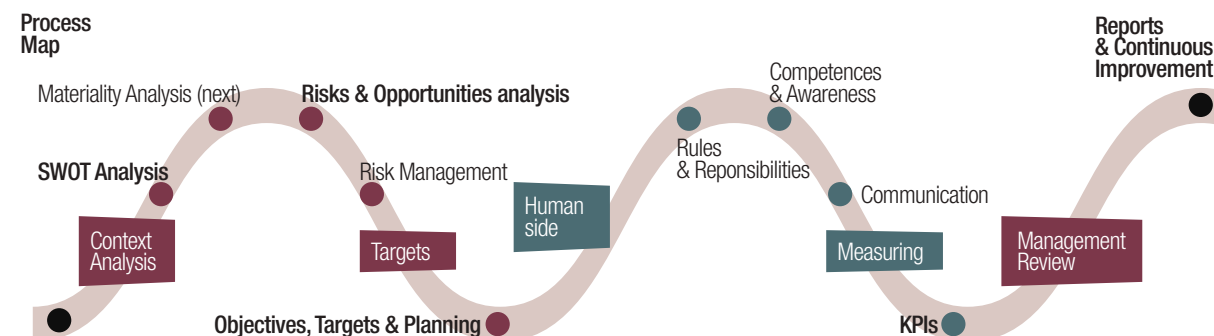 Process
Map
Reports
& Continuous
Improvement
Materiality Analysis (next)
Risks & Opportunities analysis
Competences
& Awareness
SWOT Analysis
Risk Management
Rules
& Reponsibilities
Communication
Context
Analysis
Targets
Human
side
Measuring
Management
Review
Objectives, Targets & Planning
KPIs